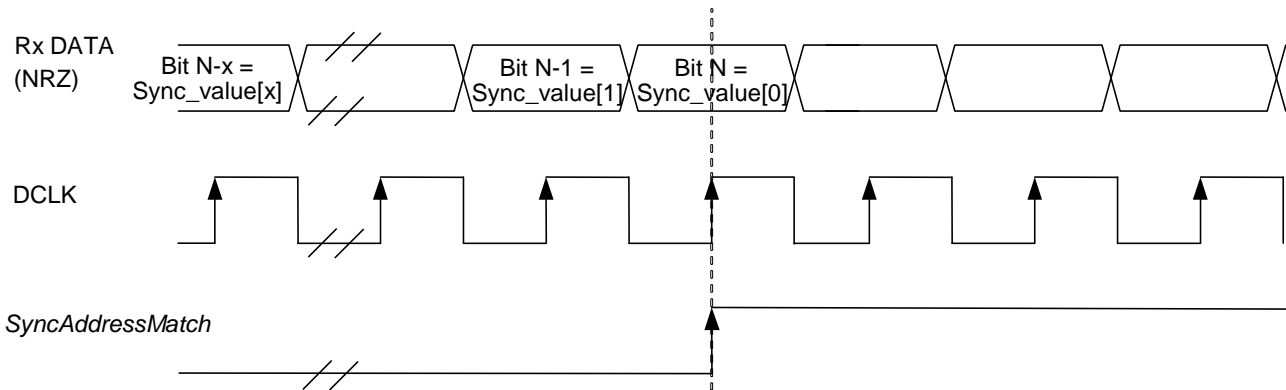 Rx DATA
(NRZ)
Bit N-x =
Sync_value[x]
Bit N-1 =
Sync_value[1]
Bit N =
Sync_value[0]
DCLK
SyncAddressMatch